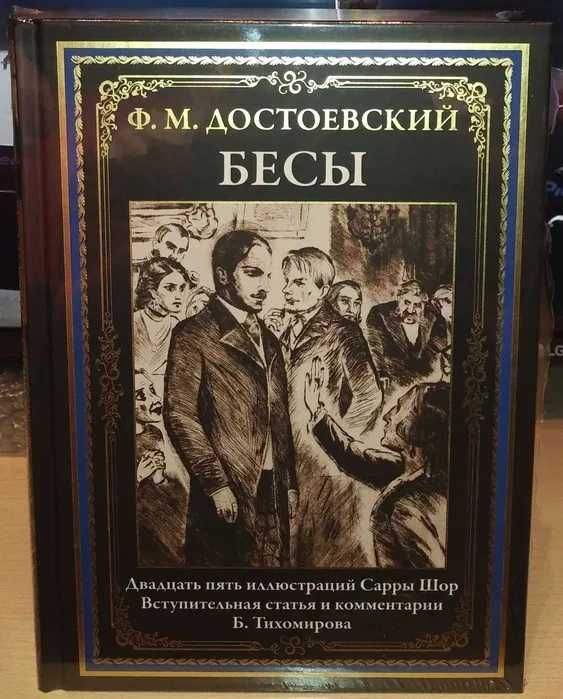 Ф. М. ДОСТОЕВСКИЙ
БЕСЫ
Двадцать пять иллюстраций Сарры Шор
Вступительная статья и комментарии
Б. Тихомирова